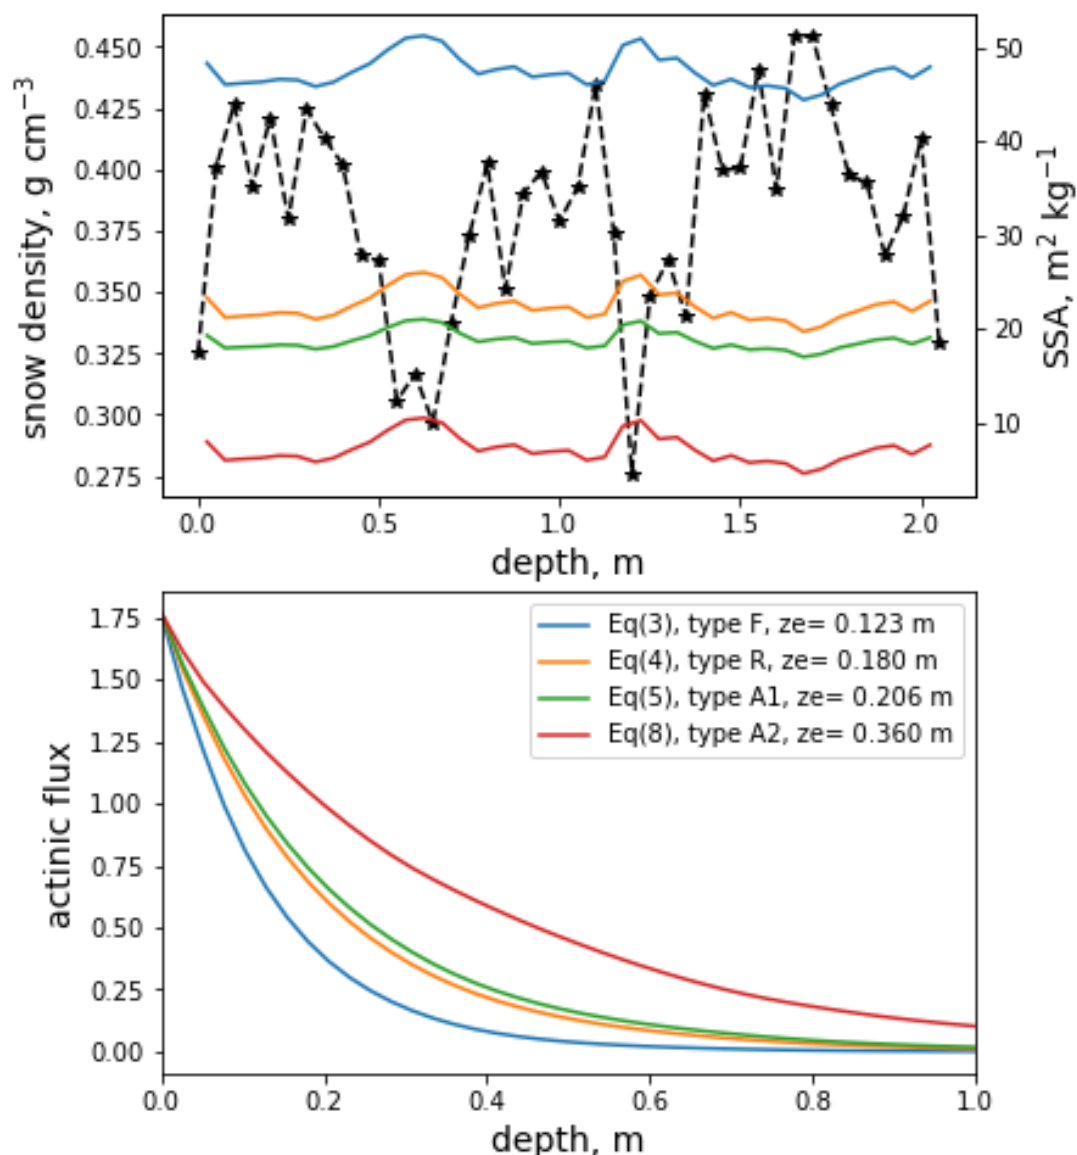 snow density, g cm⁻³
0.450
0.425
0.400
0.375
0.350
0.325
0.300
0.275
50
40
30
20
10
SSA, m² kg⁻¹
0.0 0.5 1.0 1.5 2.0
depth, m
actinic flux
1.75
1.50
1.25
1.00
0.75
0.50
0.25
0.00
Eq(3), type F, ze= 0.123 m
Eq(4), type R, ze= 0.180 m
Eq(5), type A1, ze= 0.206 m
Eq(8), type A2, ze= 0.360 m
0.0 0.2 0.4 0.6 0.8 1.0
depth, m